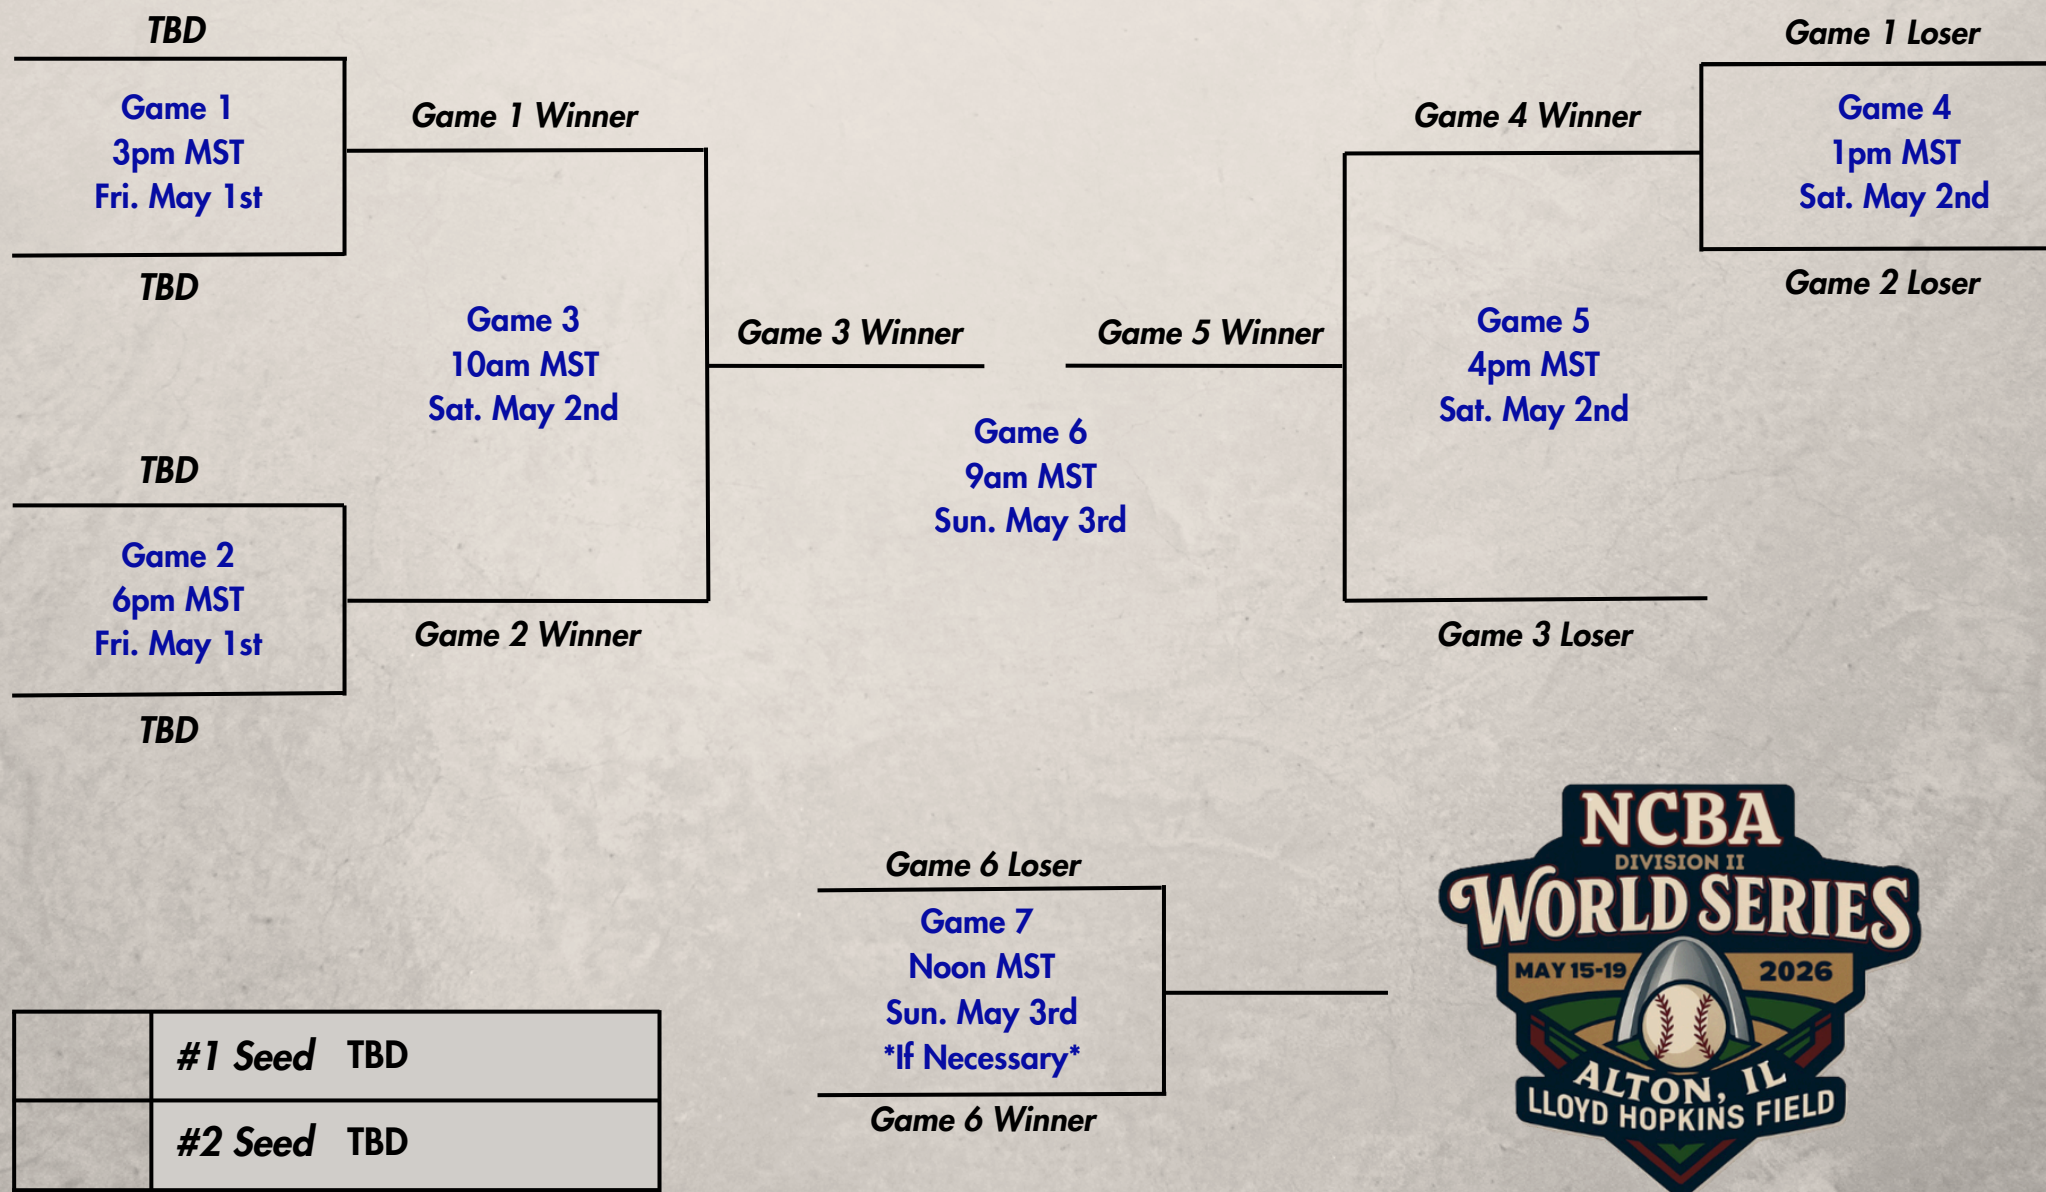 TBD
Game 1
3pm MST
Fri. May 1st
TBD
Game 1 Winner
Game 3
10am MST
Sat. May 2nd
TBD
Game 2
6pm MST
Fri. May 1st
TBD
Game 2 Winner
Game 3 Winner
Game 5 Winner
Game 6
9am MST
Sun. May 3rd
Game 4 Winner
Game 5
4pm MST
Sat. May 2nd
Game 3 Loser
Game 1 Loser
Game 4
1pm MST
Sat. May 2nd
Game 2 Loser
Game 6 Loser
Game 7
Noon MST
Sun. May 3rd
*If Necessary*
Game 6 Winner
#1 Seed TBD
#2 Seed TBD
NCBA
DIVISION II
WORLD SERIES
MAY 15-19 2026
ALTON, IL
LLOYD HOPKINS FIELD